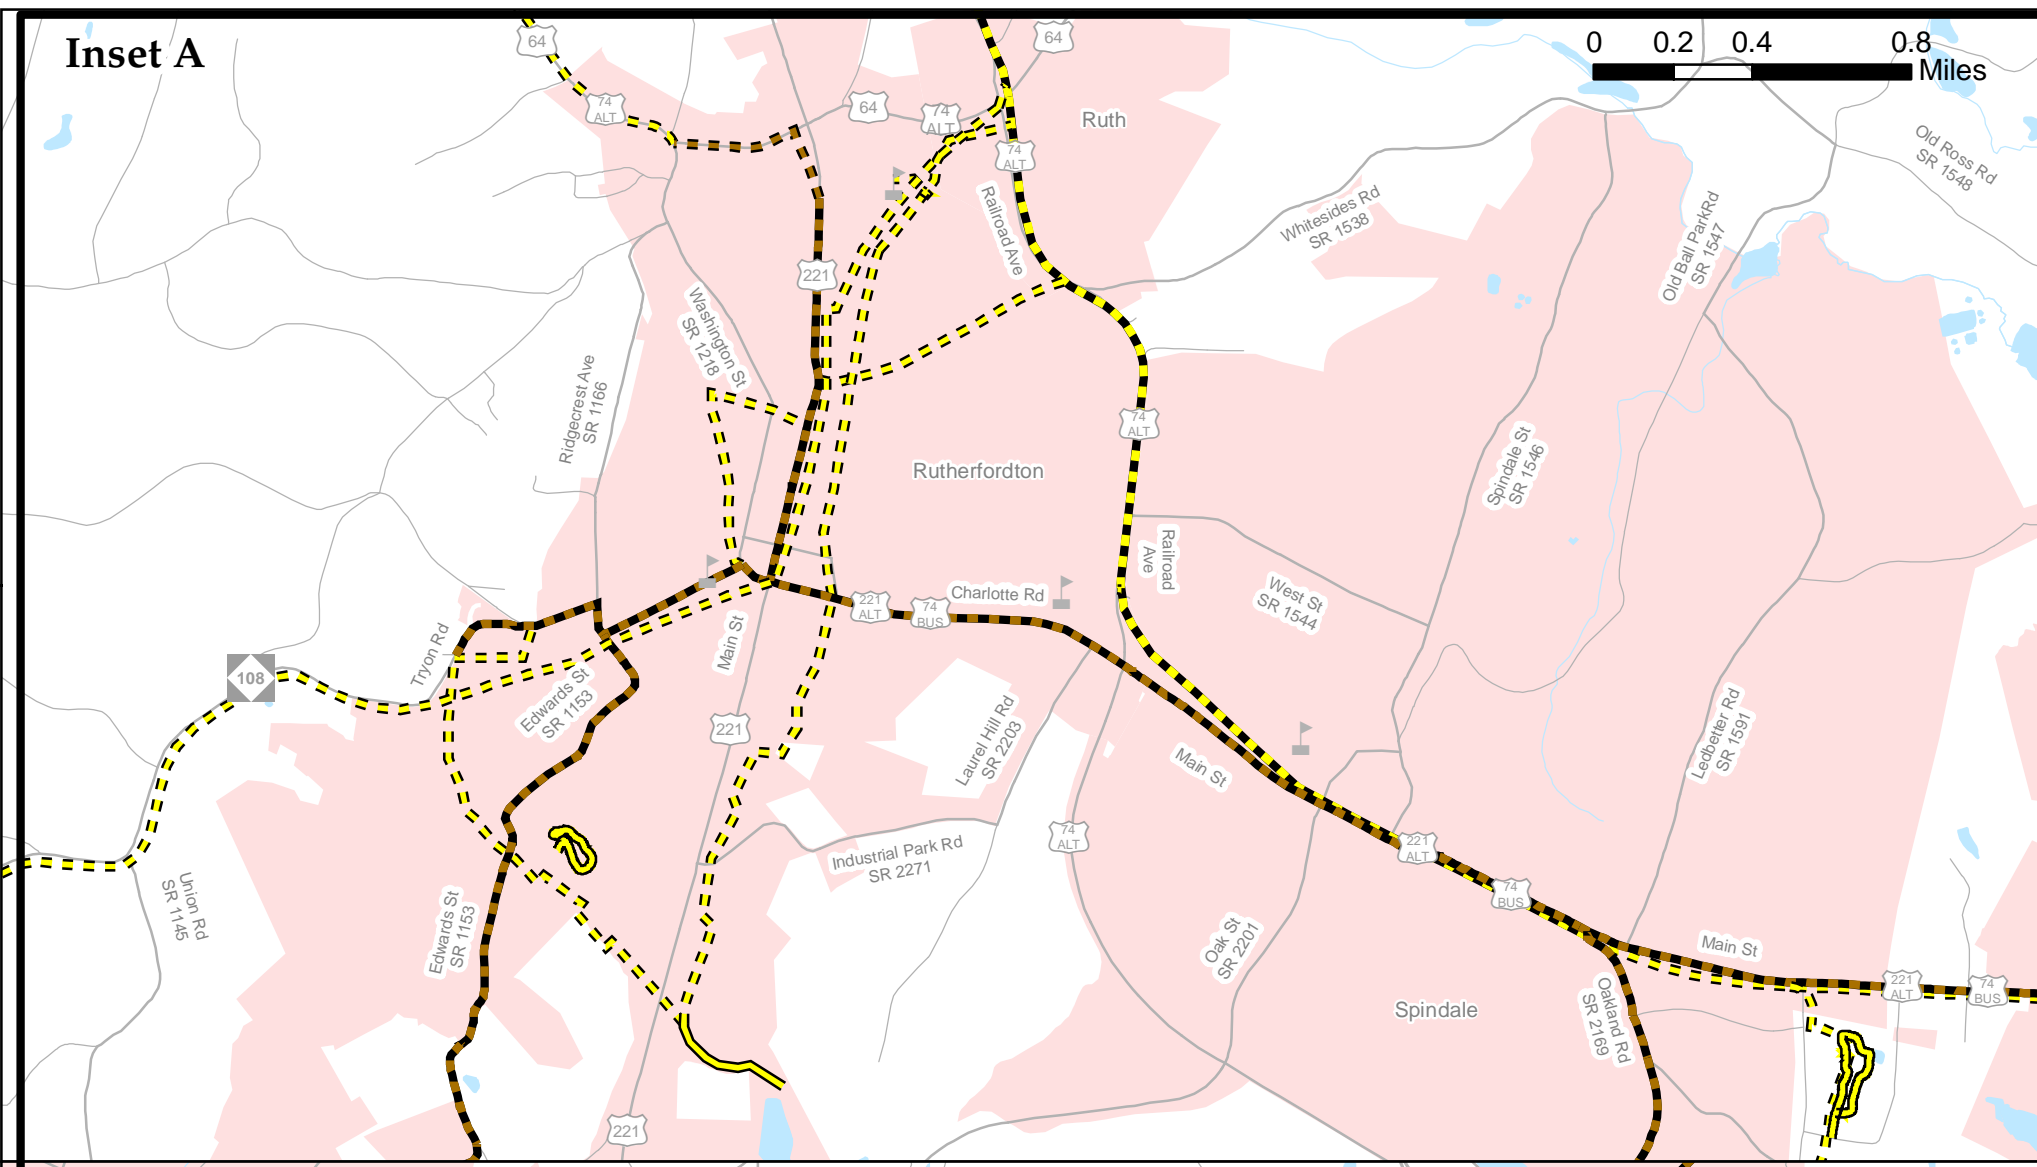 Inset A
0 0.2 0.4 0.8
Miles
64
64
74
ALT
64
74
ALT
Ruth
74
ALT
Old Ross Rd
SR 1548
Railroad Ave
Whitesides Rd
SR 1538
Old Ball ParkRd
SR 1547
221
Washington St
SR 1218
Ridgecrest Ave
SR 1166
74
ALT
Rutherfordton
Spindale St
SR 1546
Railroad
Ave
West St
SR 1544
Charlotte Rd
221
ALT
74
BUS
Main St
Tryon Rd
108
Edwards St
SR 1153
221
Laurel Hill Rd
SR 2203
Main St
Ledbetter Rd
SR 1591
74
ALT
Industrial Park Rd
SR 2271
221
ALT
74
BUS
Union Rd
SR 1145
Edwards St
SR 1153
Oak St
SR 2201
Main St
221
ALT
74
BUS
Spindale
Oakland Rd
SR 2169
221